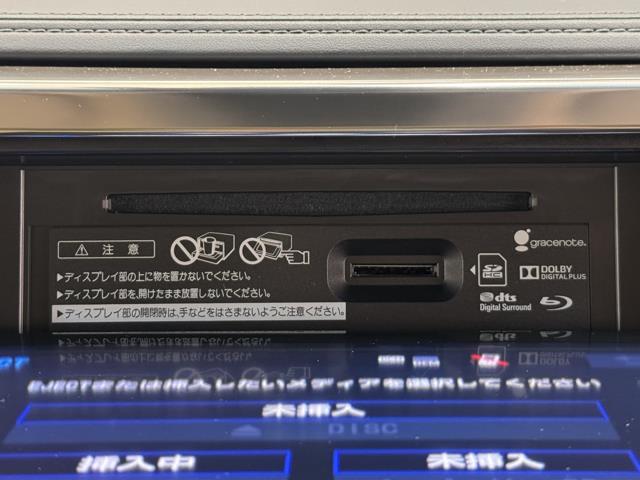 ⚠ 注 意
▶ディスプレイ部の上に物を置かないでください。
▶ディスプレイ部を、開けたまま放置しないでください。
▶ディスプレイ部の開閉時は、手などをはさまないようご注意ください。
gracenote.
SD
HC
DOLBY
DIGITAL PLUS
dts
Digital Surround
EJECTまたは挿入したいメディアを選択してください
未挿入
DISC
挿入中
未挿入